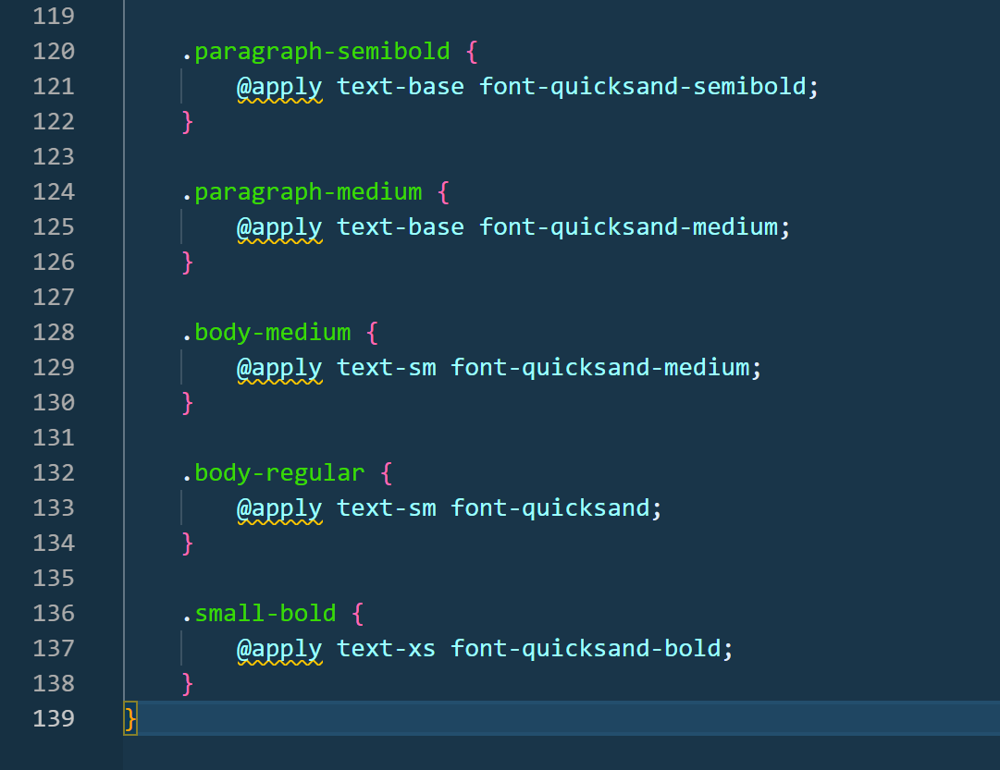 119
120 .paragraph-semibold {
121 @apply text-base font-quicksand-semibold;
122 }
123
124 .paragraph-medium {
125 @apply text-base font-quicksand-medium;
126 }
127
128 .body-medium {
129 @apply text-sm font-quicksand-medium;
130 }
131
132 .body-regular {
133 @apply text-sm font-quicksand;
134 }
135
136 .small-bold {
137 @apply text-xs font-quicksand-bold;
138 }
139 }